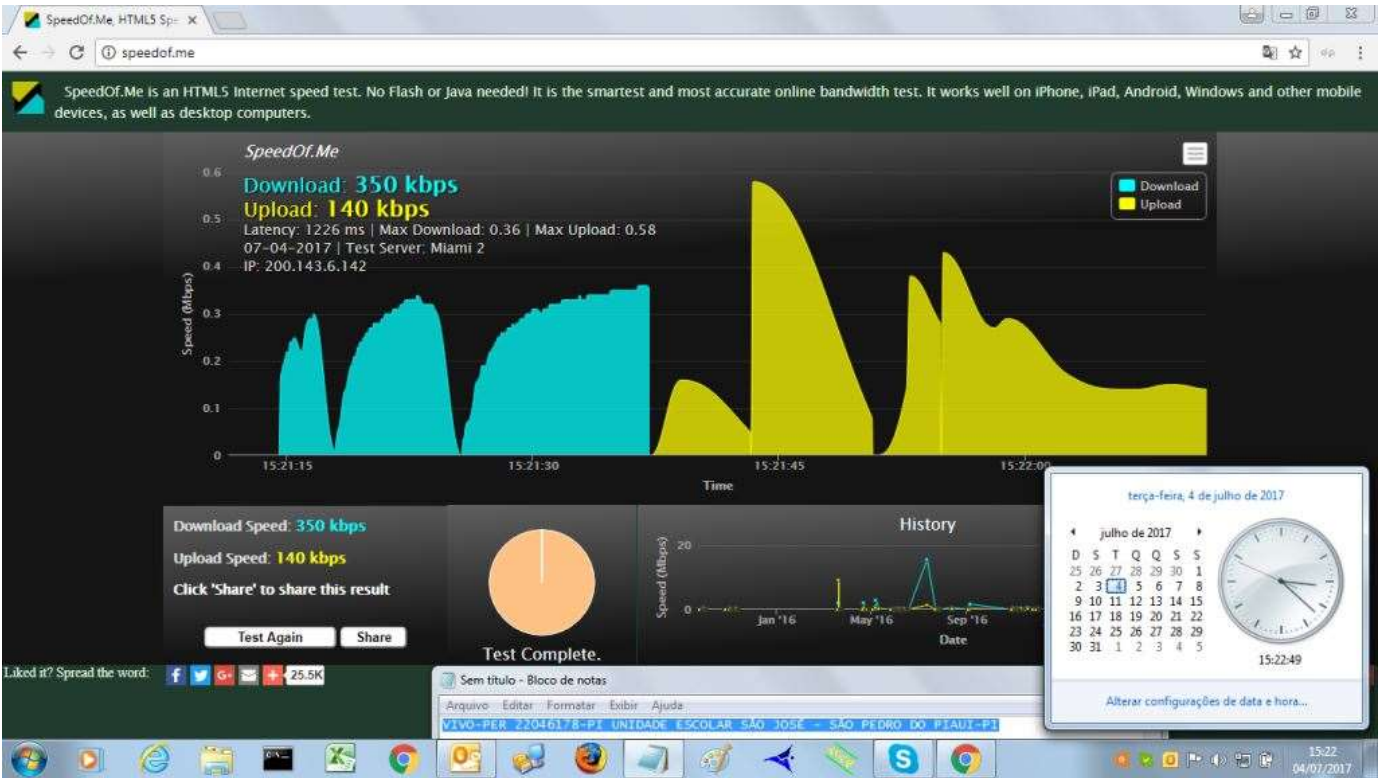 SpeedOf.Me, HTML5 Spe
speedof.me
SpeedOf.Me is an HTML5 Internet speed test. No Flash or Java needed! It is the smartest and most accurate online bandwidth test. It works well on iPhone, iPad, Android, Windows and other mobile
devices, as well as desktop computers.
SpeedOf.Me
Download: 350 kbps
Upload: 140 kbps
Latency: 1226 ms | Max Download: 0.36 | Max Upload: 0.58
07-04-2017 | Test Server: Miami 2
IP: 200.143.6.142
Download
Upload
Speed (Mbps)
0.6
0.5
0.4
0.3
0.2
0.1
0
15:21:15 15:21:30 15:21:45 15:22:00
Time
Download Speed: 350 kbps
Upload Speed: 140 kbps
Click 'Share' to share this result
Test Again Share
Test Complete.
History
Speed (Mbps)
20
0
Jan '16 May '16 Sep '16
Date
terça-feira, 4 de julho de 2017
julho de 2017
D S T Q Q S S
25 26 27 28 29 30 1
2 3 4 5 6 7 8
9 10 11 12 13 14 15
16 17 18 19 20 21 22
23 24 25 26 27 28 29
30 31 1 2 3 4 5
15:22:49
Alterar configurações de data e hora...
Liked it? Spread the word:
25.5K
Sem título - Bloco de notas
Arquivo Editar Formatar Exibir Ajuda
VIVO-PER 22046178-PI UNIDADE ESCOLAR SÃO JOSÉ - SÃO PEDRO DO PIAUI-PI
15:22
04/07/2017